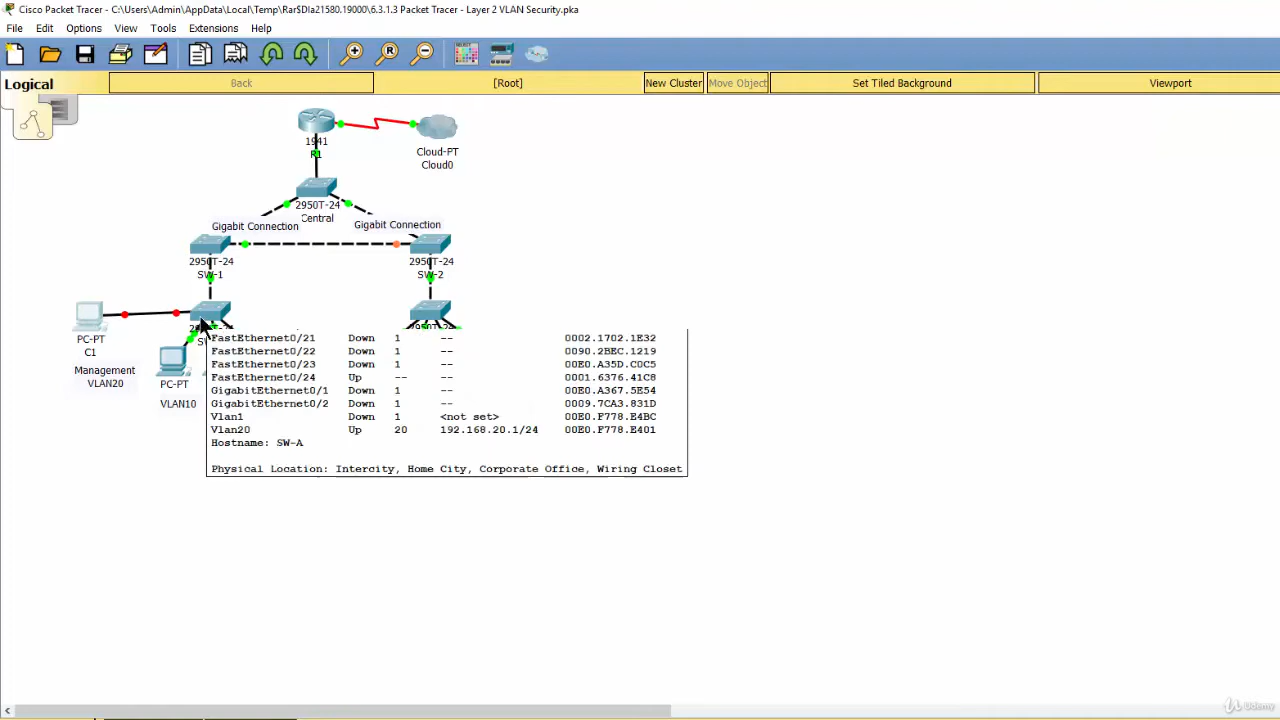 Cisco Packet Tracer - C:\Users\Admin\AppData\Local\Temp\Rar$DIa21580.19000\6.3.1.3 Packet Tracer - Layer 2 VLAN Security.pka
File Edit Options View Tools Extensions Help
Logical Back [Root] New Cluster Move Object Set Tiled Background Viewport
1941
R1
Cloud-PT
Cloud0
2950T-24
Central
Gigabit Connection Gigabit Connection
2950T-24
SW-1
2950T-24
SW-2
PC-PT
C1
Management
VLAN20
PC-PT
VLAN10
2950T-24
FastEthernet0/21 Down 1 -- 0002.1702.1E32
FastEthernet0/22 Down 1 -- 0090.2BEC.1219
FastEthernet0/23 Down 1 -- 00E0.A35D.C0C5
FastEthernet0/24 Up -- -- 0001.6376.41C8
GigabitEthernet0/1 Down 1 -- 00E0.A367.5E54
GigabitEthernet0/2 Down 1 -- 0009.7CA3.831D
Vlan1 Down 1 <not set> 00E0.F778.E4BC
Vlan20 Up 20 192.168.20.1/24 00E0.F778.E401
Hostname: SW-A
Physical Location: Intercity, Home City, Corporate Office, Wiring Closet
Udemy